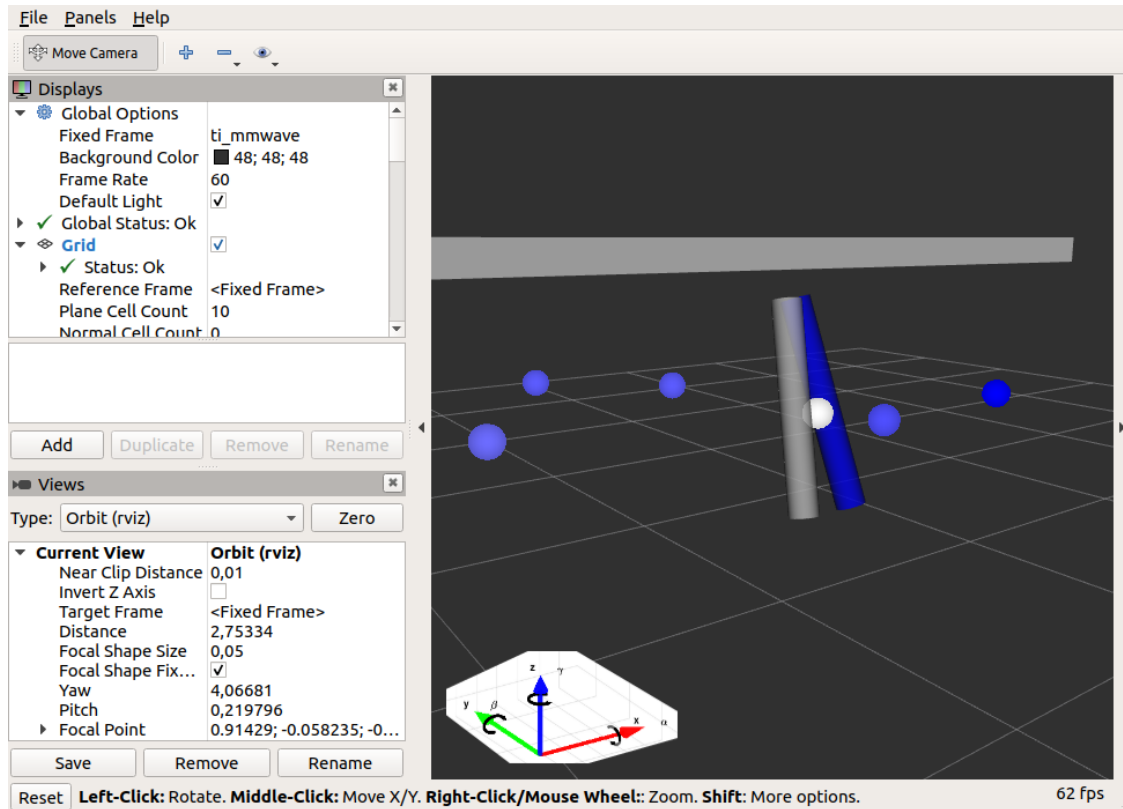 File Panels Help
Move Camera
Displays
Global Options
Fixed Frame ti_mmwave
Background Color 48; 48; 48
Frame Rate 60
Default Light
Global Status: Ok
Grid
Status: Ok
Reference Frame <Fixed Frame>
Plane Cell Count 10
Normal Cell Count 0
Add Duplicate Remove Rename
Views
Type: Orbit (rviz) Zero
Current View Orbit (rviz)
Near Clip Distance 0,01
Invert Z Axis
Target Frame <Fixed Frame>
Distance 2,75334
Focal Shape Size 0,05
Focal Shape Fix...
Yaw 4,06681
Pitch 0,219796
Focal Point 0.91429; -0.058235; -0...
z γ
y β
x α
Save Remove Rename
Reset Left-Click: Rotate. Middle-Click: Move X/Y. Right-Click/Mouse Wheel:: Zoom. Shift: More options. 62 fps